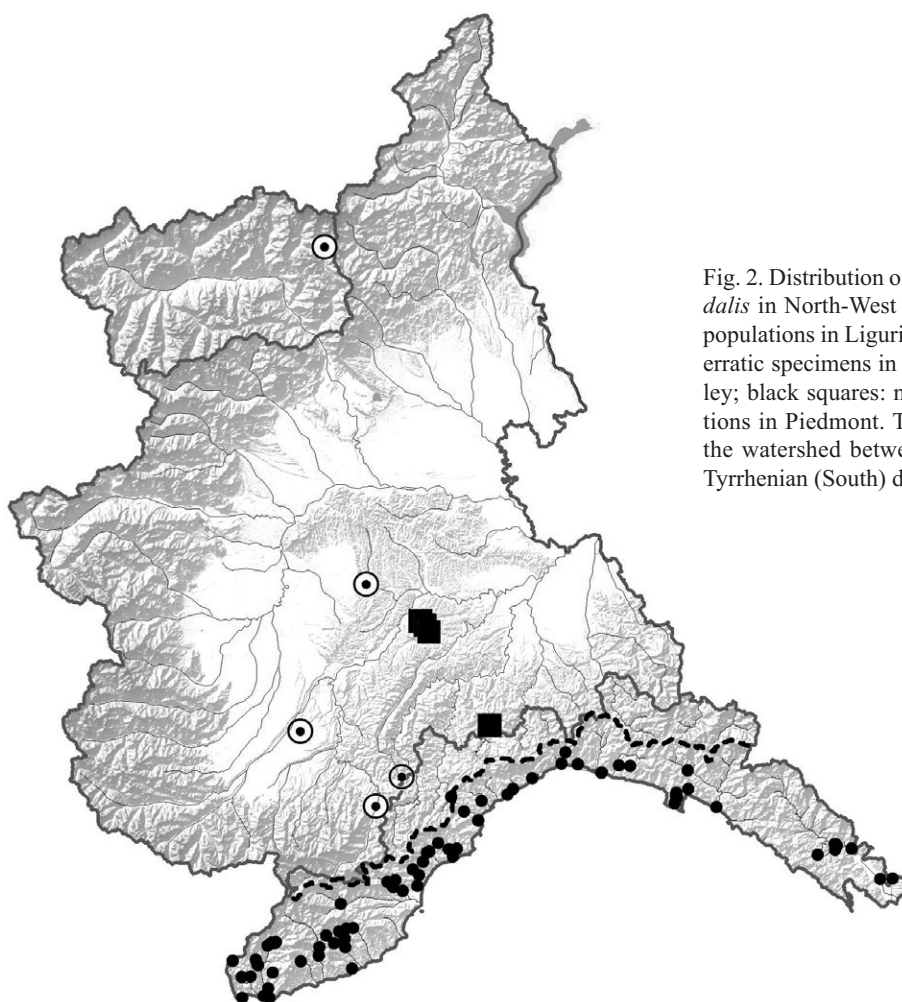 Fig. 2. Distribution o
dalis in North-West
populations in Liguri
erratic specimens in
ley; black squares: n
tions in Piedmont. T
the watershed betwe
Tyrrhenian (South) d